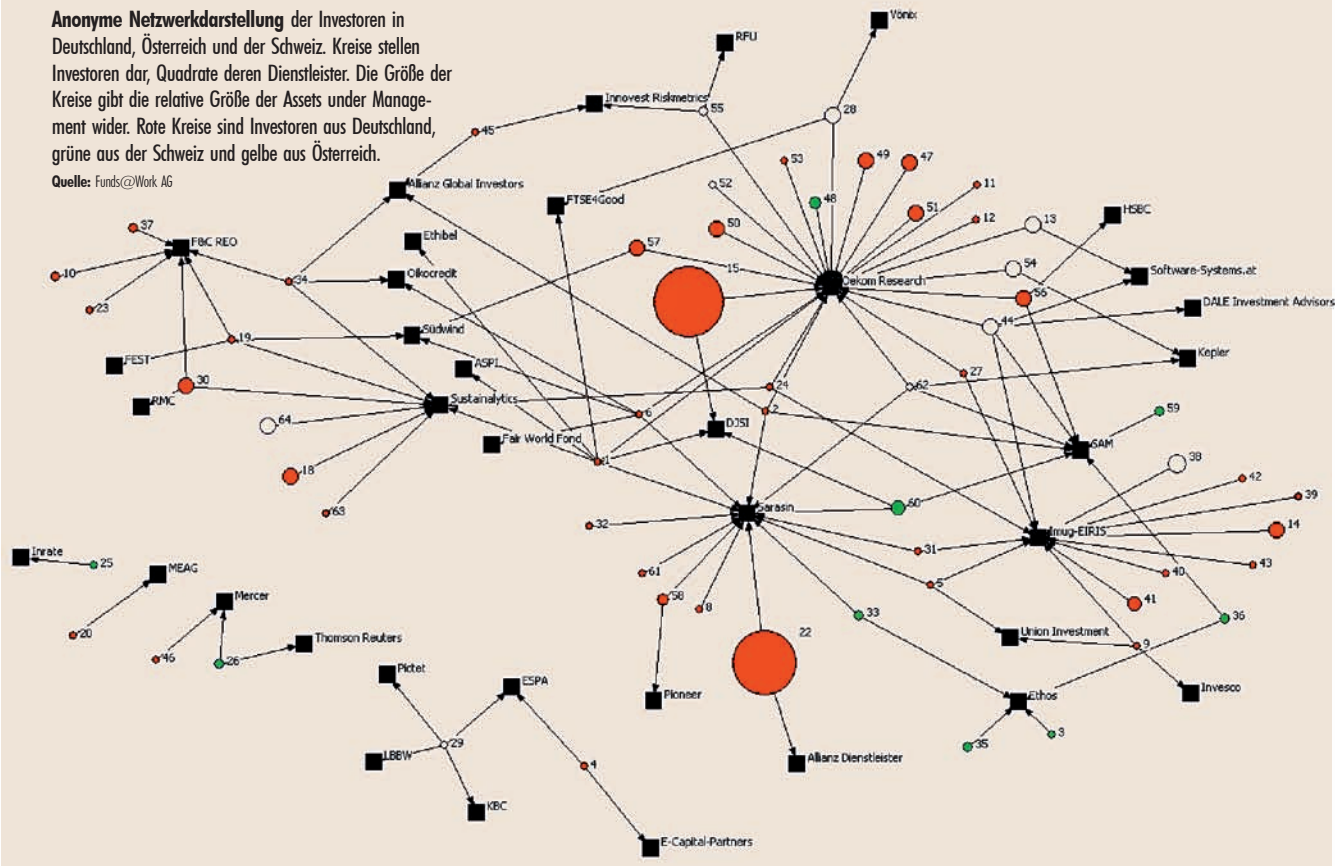 Anonyme Netzwerkdarstellung der Investoren in
Deutschland, Österreich und der Schweiz. Kreise stellen
Investoren dar, Quadrate deren Dienstleister. Die Größe der
Kreise gibt die relative Größe der Assets under Manage-
ment wider. Rote Kreise sind Investoren aus Deutschland,
grüne aus der Schweiz und gelbe aus Österreich.
Quelle: Funds@Work AG
Vönix
RFU
Innovest Riskmetrics
55
28
45
53
49
47
52
11
Allianz Global Investors
FTSE4Good
48
51
12
HSBC
37
50
13
F&C REO
Ethibel
57
15
54
10
34
Oikocredit
Oekom Research
Software-Systems.at
56
23
DALE Investment Advisors
44
19
Südwind
Kepler
FEST
ASPI
30
24
62
27
RMC
Sustainalytics
6
2
59
64
Fair World Fond
DJSI
SAM
1
38
18
42
39
63
32
Sarasin
60
Imug-EIRIS
14
Inrate
25
31
43
MEAG
61
5
40
Mercer
58
8
33
41
36
20
Thomson Reuters
22
Union Investment
9
46
26
Pictet
ESPA
Pioneer
Ethos
Invesco
29
35
3
LBBW
4
Allianz Dienstleister
KBC
E-Capital-Partners